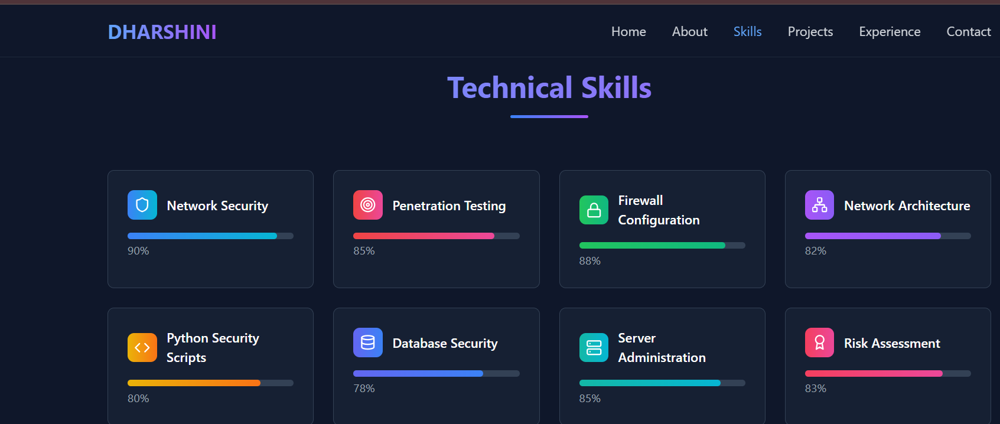 DHARSHINI
Home About Skills Projects Experience Contact
Technical Skills
Network Security
90%
Penetration Testing
85%
Firewall
Configuration
88%
Network Architecture
82%
Python Security
Scripts
80%
Database Security
78%
Server
Administration
85%
Risk Assessment
83%